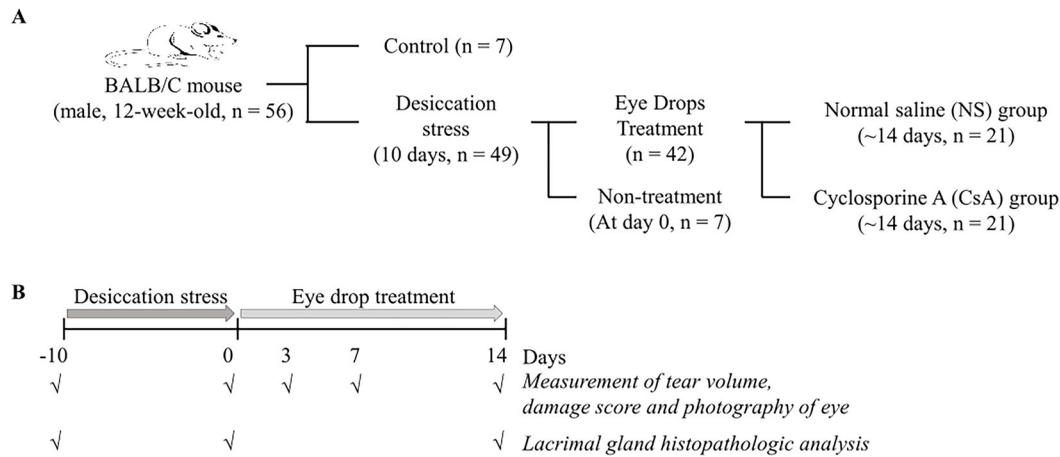 A
Control (n = 7)
BALB/C mouse
(male, 12-week-old, n = 56)
Desiccation
stress
(10 days, n = 49)
Eye Drops
Treatment
(n = 42)
Non-treatment
(At day 0, n = 7)
Normal saline (NS) group
(~14 days, n = 21)
Cyclosporine A (CsA) group
(~14 days, n = 21)
B
Desiccation stress Eye drop treatment
-10 0 3 7 14 Days
√ √ √ √ √ Measurement of tear volume,
damage score and photography of eye
√ √ √ Lacrimal gland histopathologic analysis